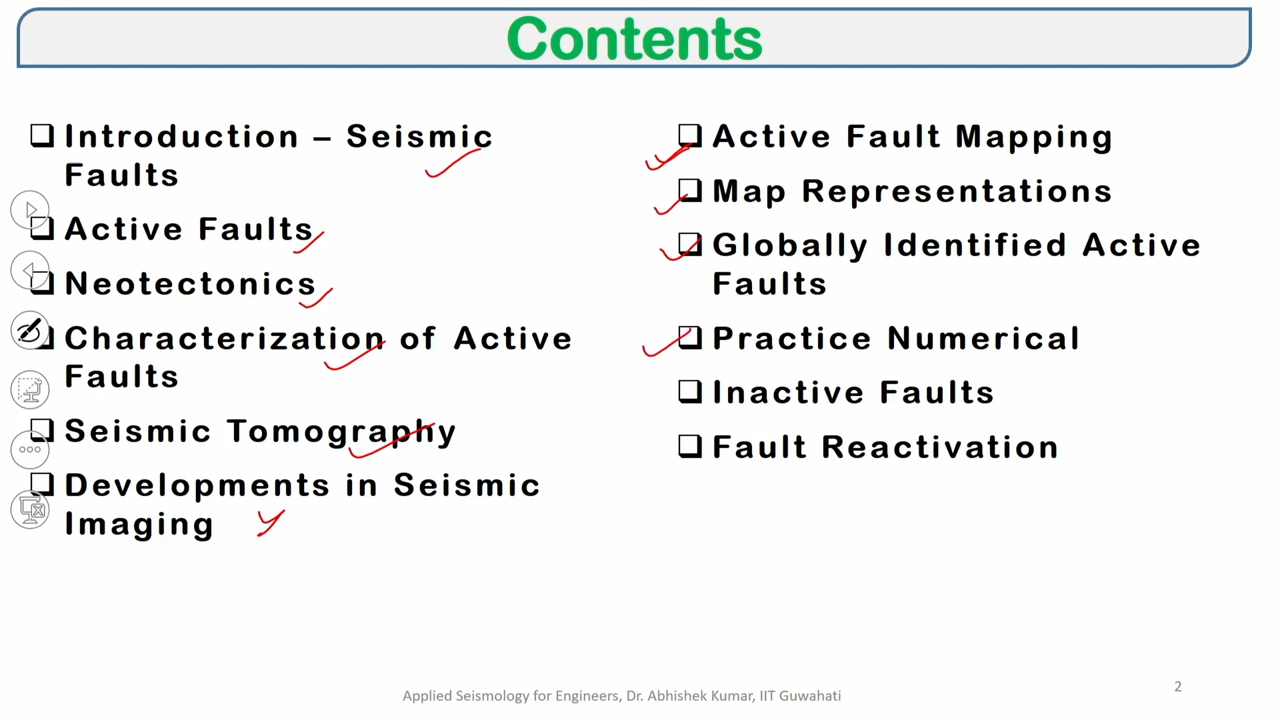 Contents
Introduction – Seismic
Faults
Active Faults
Neotectonics
Characterization of Active
Faults
Seismic Tomography
Developments in Seismic
Imaging
Active Fault Mapping
Map Representations
Globally Identified Active
Faults
Practice Numerical
Inactive Faults
Fault Reactivation
Applied Seismology for Engineers, Dr. Abhishek Kumar, IIT Guwahati
2